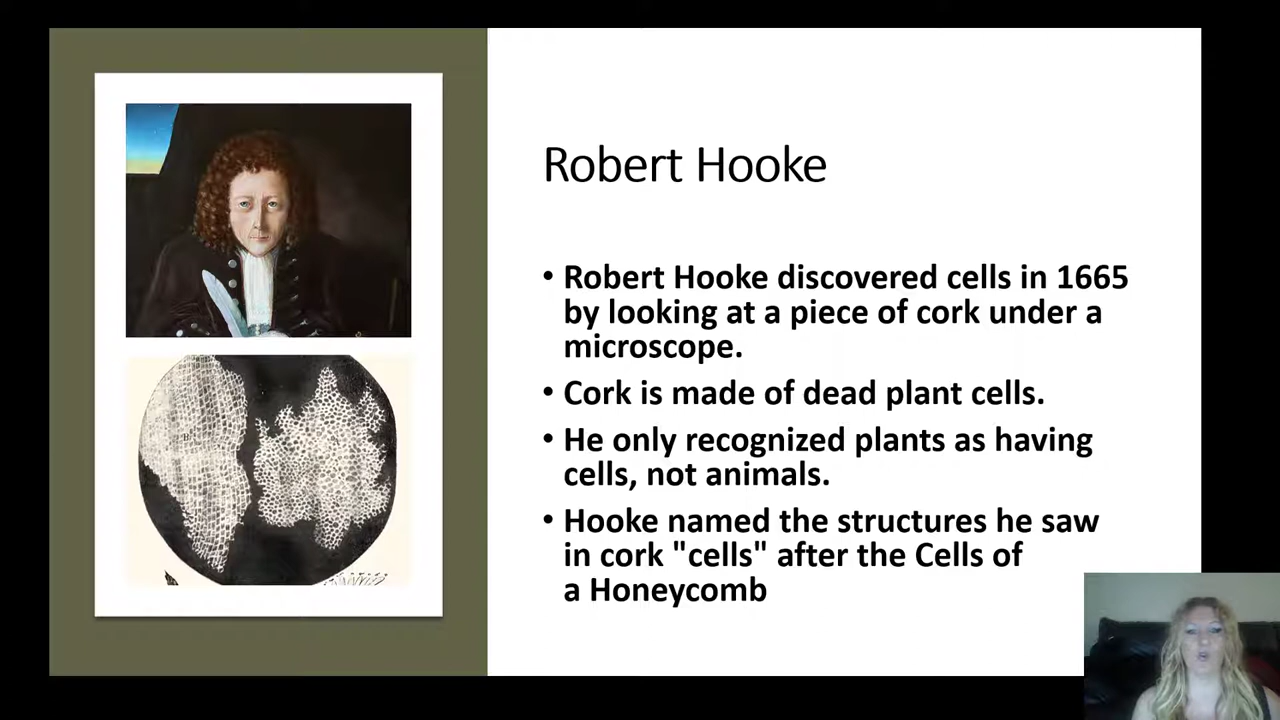 Robert Hooke
• Robert Hooke discovered cells in 1665
by looking at a piece of cork under a
microscope.
• Cork is made of dead plant cells.
• He only recognized plants as having
cells, not animals.
• Hooke named the structures he saw
in cork "cells" after the Cells of
a Honeycomb